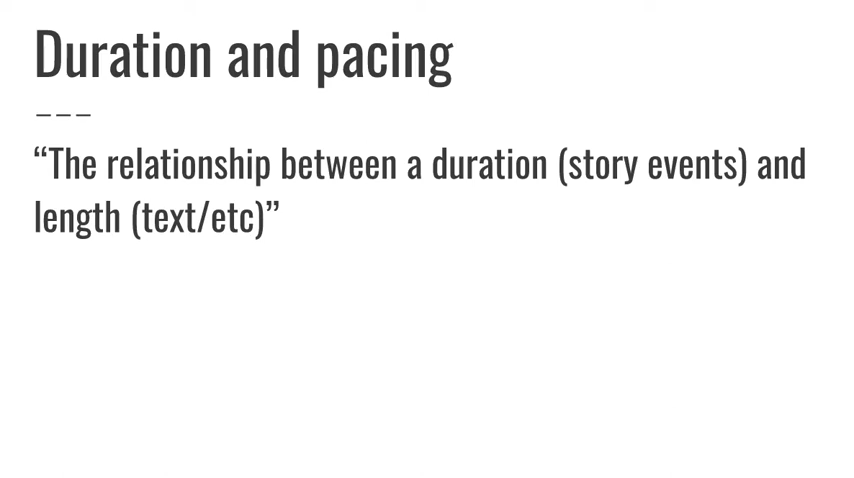 Duration and pacing
“The relationship between a duration (story events) and
length (text/etc)”